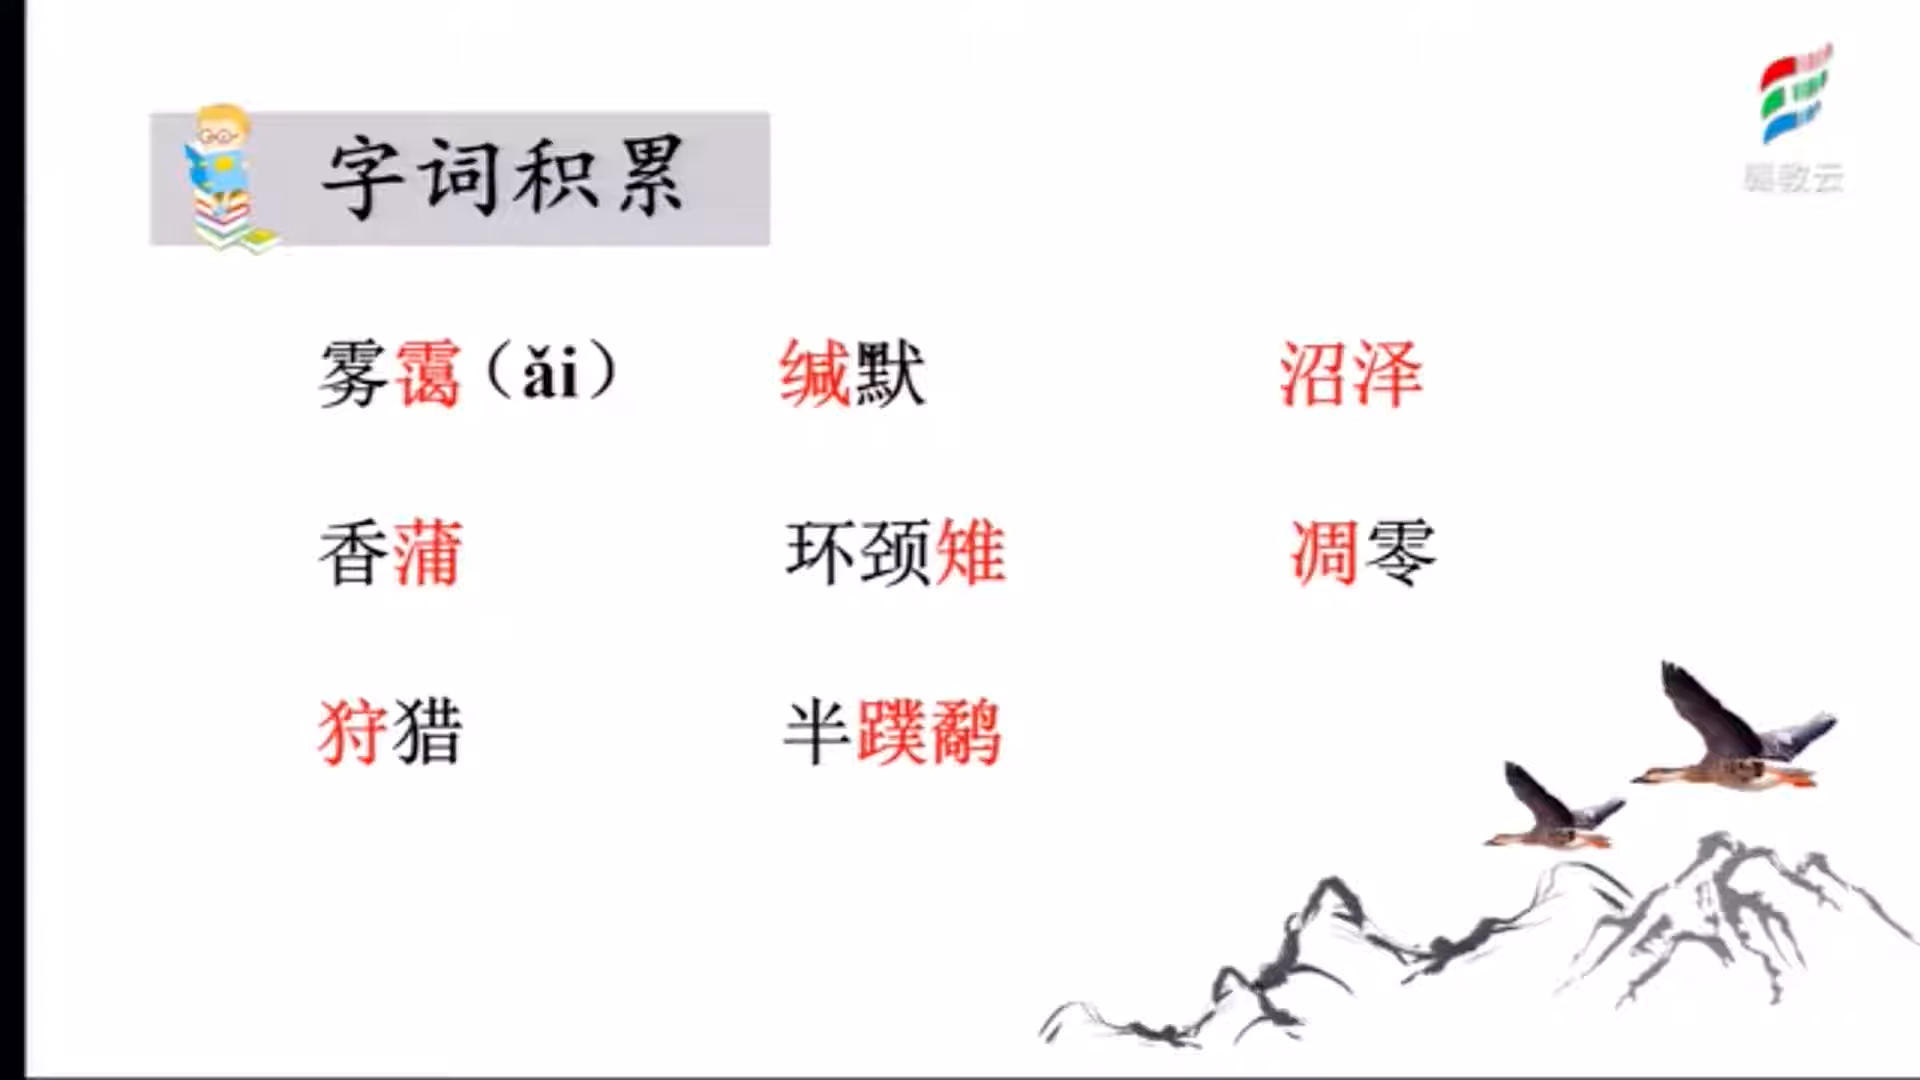 字词积累
雾霭（ǎi） 缄默 沼泽
香蒲 环颈雉 凋零
狩猎 半蹼鹬